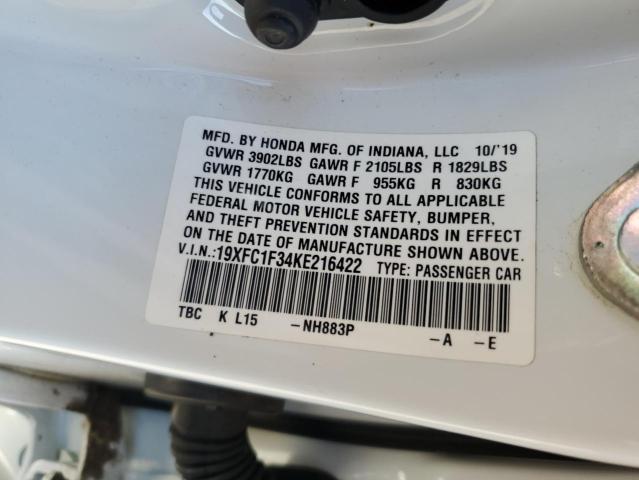 MFD. BY HONDA MFG. OF INDIANA, LLC 10/'19
GVWR 3902LBS GAWR F 2105LBS R 1829LBS
GVWR 1770KG GAWR F 955KG R 830KG
THIS VEHICLE CONFORMS TO ALL APPLICABLE
FEDERAL MOTOR VEHICLE SAFETY, BUMPER,
AND THEFT PREVENTION STANDARDS IN EFFECT
ON THE DATE OF MANUFACTURE SHOWN ABOVE.
V.I.N.:19XFC1F34KE216422 TYPE: PASSENGER CAR
TBC K L15 -NH883P -A -E